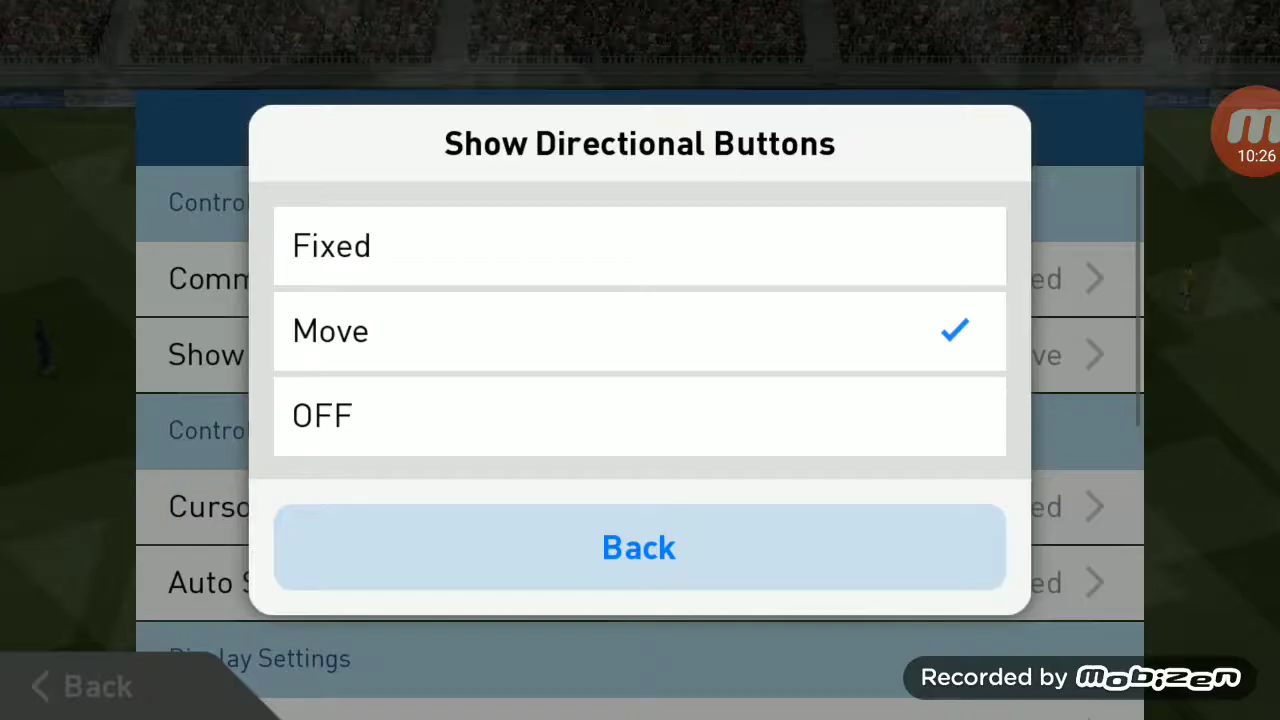 Show Directional Buttons
Fixed
Move
OFF
Back
Contro
Comm
ed
Show
ve
Contro
Curso
ed
Auto S
ed
Display Settings
Back
10:26
Recorded by mobizen